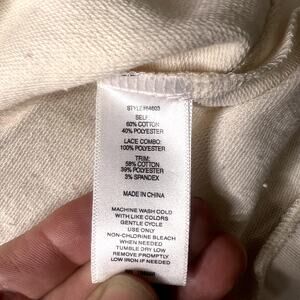 SELF:
60% COTTON
40% POLYESTER
LACE COMBO:
100% POLYESTER
TRIM:
58% COTTON
39% POLYESTER
3% SPANDEX
MADE IN CHINA
MACHINE WASH COLD
WITH LIKE COLORS
GENTLE CYCLE
USE ONLY
NON-CHLORINE BLEACH
WHEN NEEDED
TUMBLE DRY LOW
REMOVE PROMPTLY
LOW IRON IF NEEDED